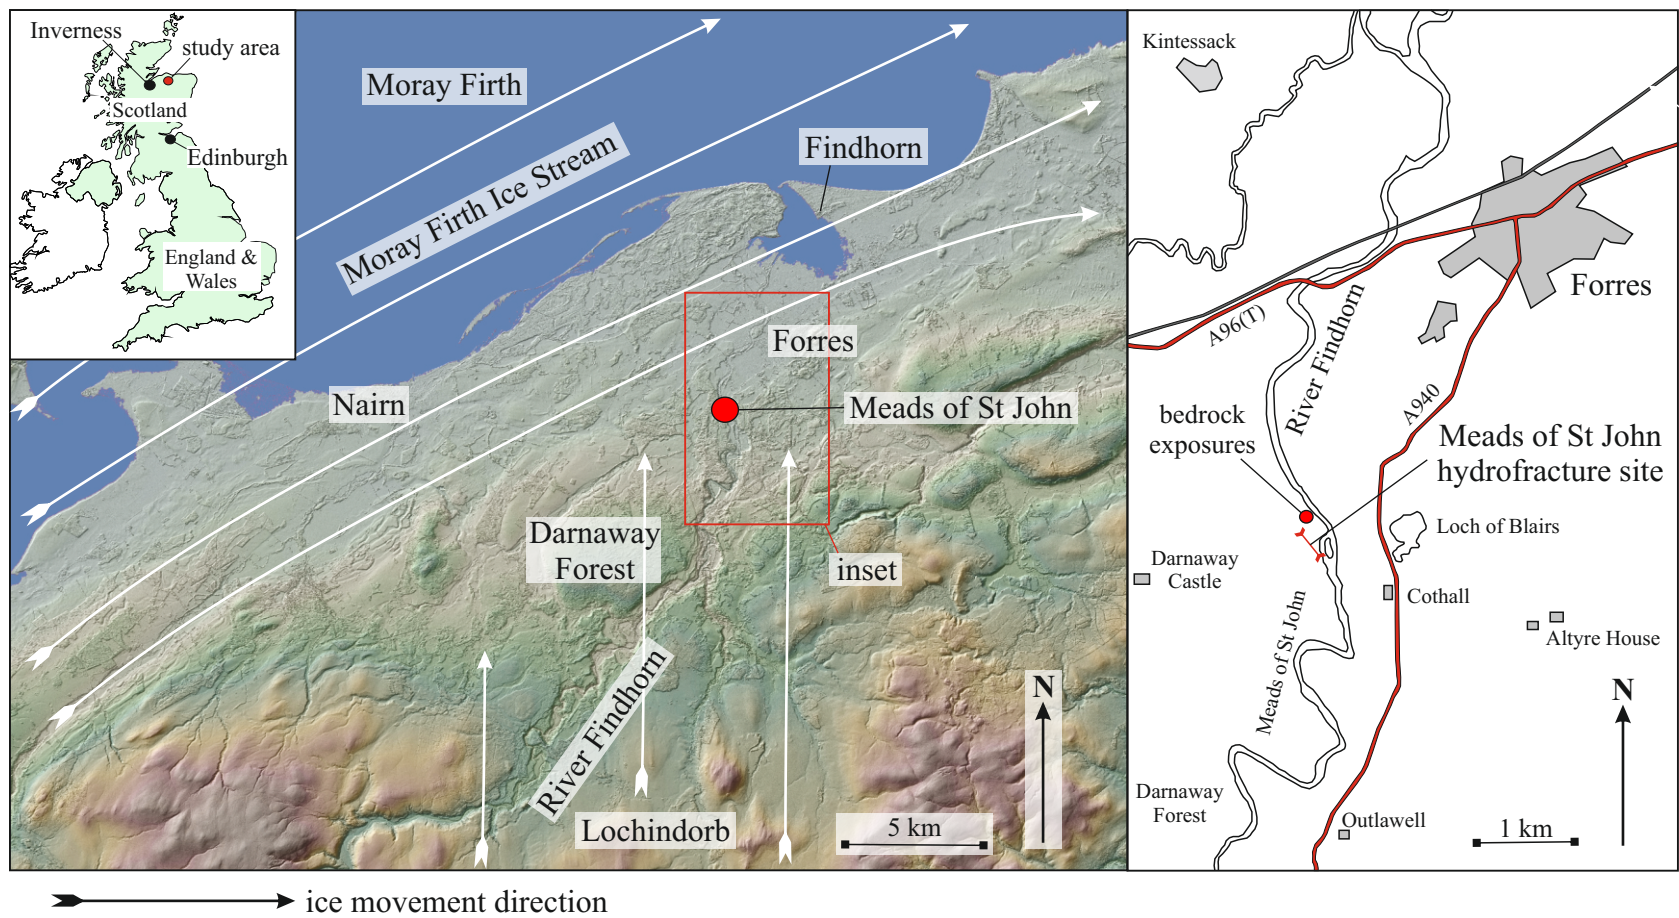 Inverness
study area
Scotland
Edinburgh
England &
Wales
Moray Firth
Moray Firth Ice Stream
Findhorn
Forres
Nairn
Meads of St John
Darnaway
Forest
inset
River Findhorn
Lochindorb
N
5 km
ice movement direction
Kintessack
Forres
A96(T)
River Findhorn
A940
bedrock
exposures
Meads of St John
hydrofracture site
Loch of Blairs
Darnaway
Castle
Cothall
Meads of St John
Altyre House
N
Darnaway
Forest
Outlawell
1 km